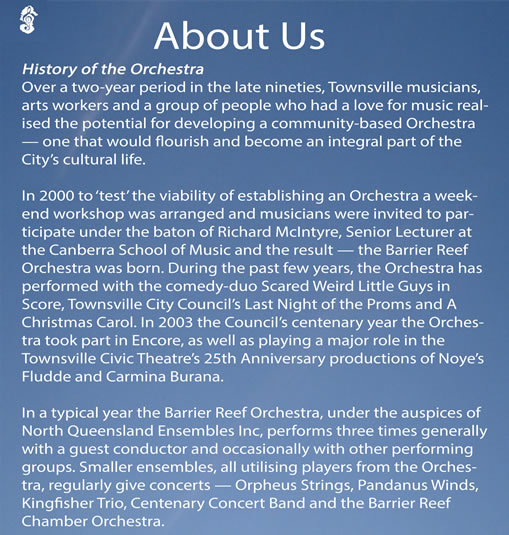 About Us
History of the Orchestra
Over a two-year period in the late nineties, Townsville musicians,
arts workers and a group of people who had a love for music real-
ised the potential for developing a community-based Orchestra
— one that would flourish and become an integral part of the
City's cultural life.
In 2000 to 'test' the viability of establishing an Orchestra a week-
end workshop was arranged and musicians were invited to par-
ticipate under the baton of Richard McIntyre, Senior Lecturer at
the Canberra School of Music and the result — the Barrier Reef
Orchestra was born. During the past few years, the Orchestra has
performed with the comedy-duo Scared Weird Little Guys in
Score, Townsville City Council's Last Night of the Proms and A
Christmas Carol. In 2003 the Council's centenary year the Orches-
tra took part in Encore, as well as playing a major role in the
Townsville Civic Theatre's 25th Anniversary productions of Noye's
Fludde and Carmina Burana.
In a typical year the Barrier Reef Orchestra, under the auspices of
North Queensland Ensembles Inc, performs three times generally
with a guest conductor and occasionally with other performing
groups. Smaller ensembles, all utilising players from the Orches-
tra, regularly give concerts — Orpheus Strings, Pandanus Winds,
Kingfisher Trio, Centenary Concert Band and the Barrier Reef
Chamber Orchestra.